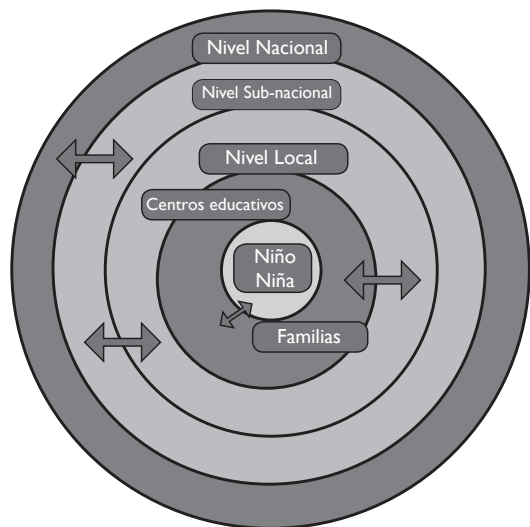 Nivel Nacional
Nivel Sub-nacional
Nivel Local
Centros educativos
Niño
Niña
Familias